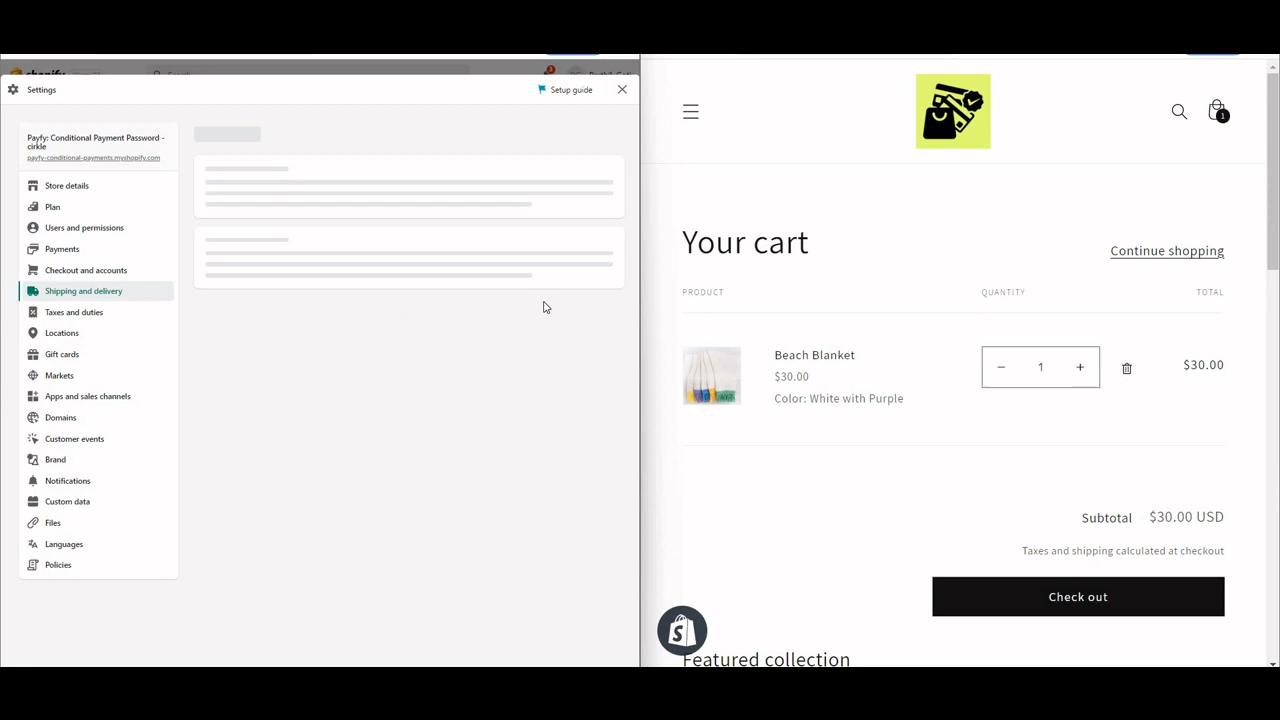 Settings
Setup guide
Payfy: Conditional Payment Password -
cirkle
payfy-conditional-payments.myshopify.com
Store details
Plan
Users and permissions
Payments
Checkout and accounts
Shipping and delivery
Taxes and duties
Locations
Gift cards
Markets
Apps and sales channels
Domains
Customer events
Brand
Notifications
Custom data
Files
Languages
Policies
1
Your cart
Continue shopping
PRODUCT QUANTITY TOTAL
Beach Blanket
$30.00
Color: White with Purple
1
$30.00
Subtotal $30.00 USD
Taxes and shipping calculated at checkout
Check out
Featured collection